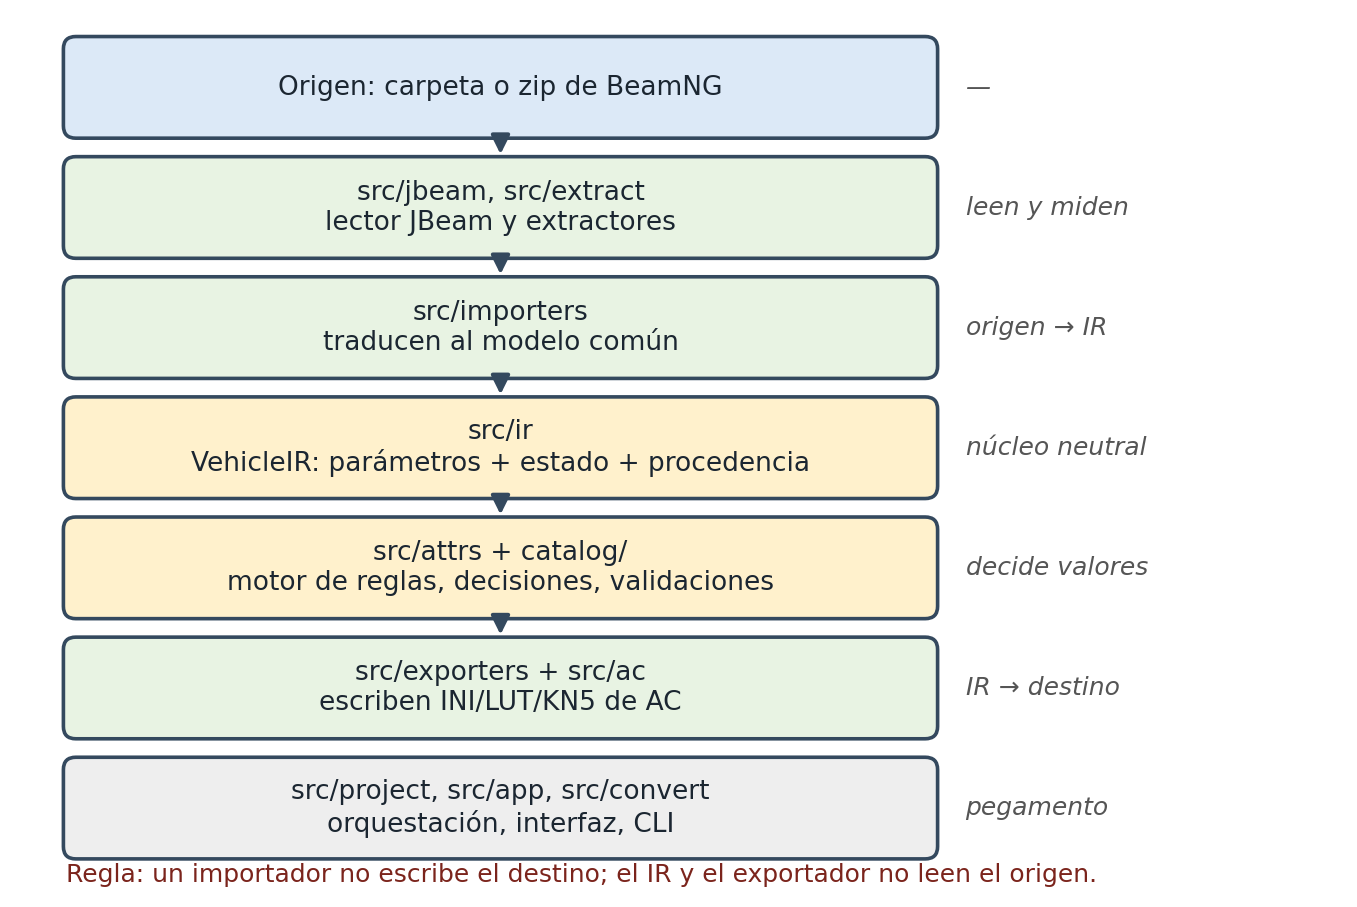 Origen: carpeta o zip de BeamNG
—
src/jbeam, src/extract
lector JBeam y extractores
leen y miden
src/importers
traducen al modelo común
origen → IR
src/ir
VehicleIR: parámetros + estado + procedencia
núcleo neutral
src/attrs + catalog/
motor de reglas, decisiones, validaciones
decide valores
src/exporters + src/ac
escriben INI/LUT/KN5 de AC
IR → destino
src/project, src/app, src/convert
orquestación, interfaz, CLI
pegamento
Regla: un importador no escribe el destino; el IR y el exportador no leen el origen.